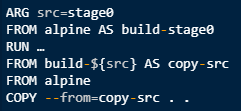 ARG src=stage0
FROM alpine AS build-stage0
RUN …
FROM build-${src} AS copy-src
FROM alpine
COPY --from=copy-src . .